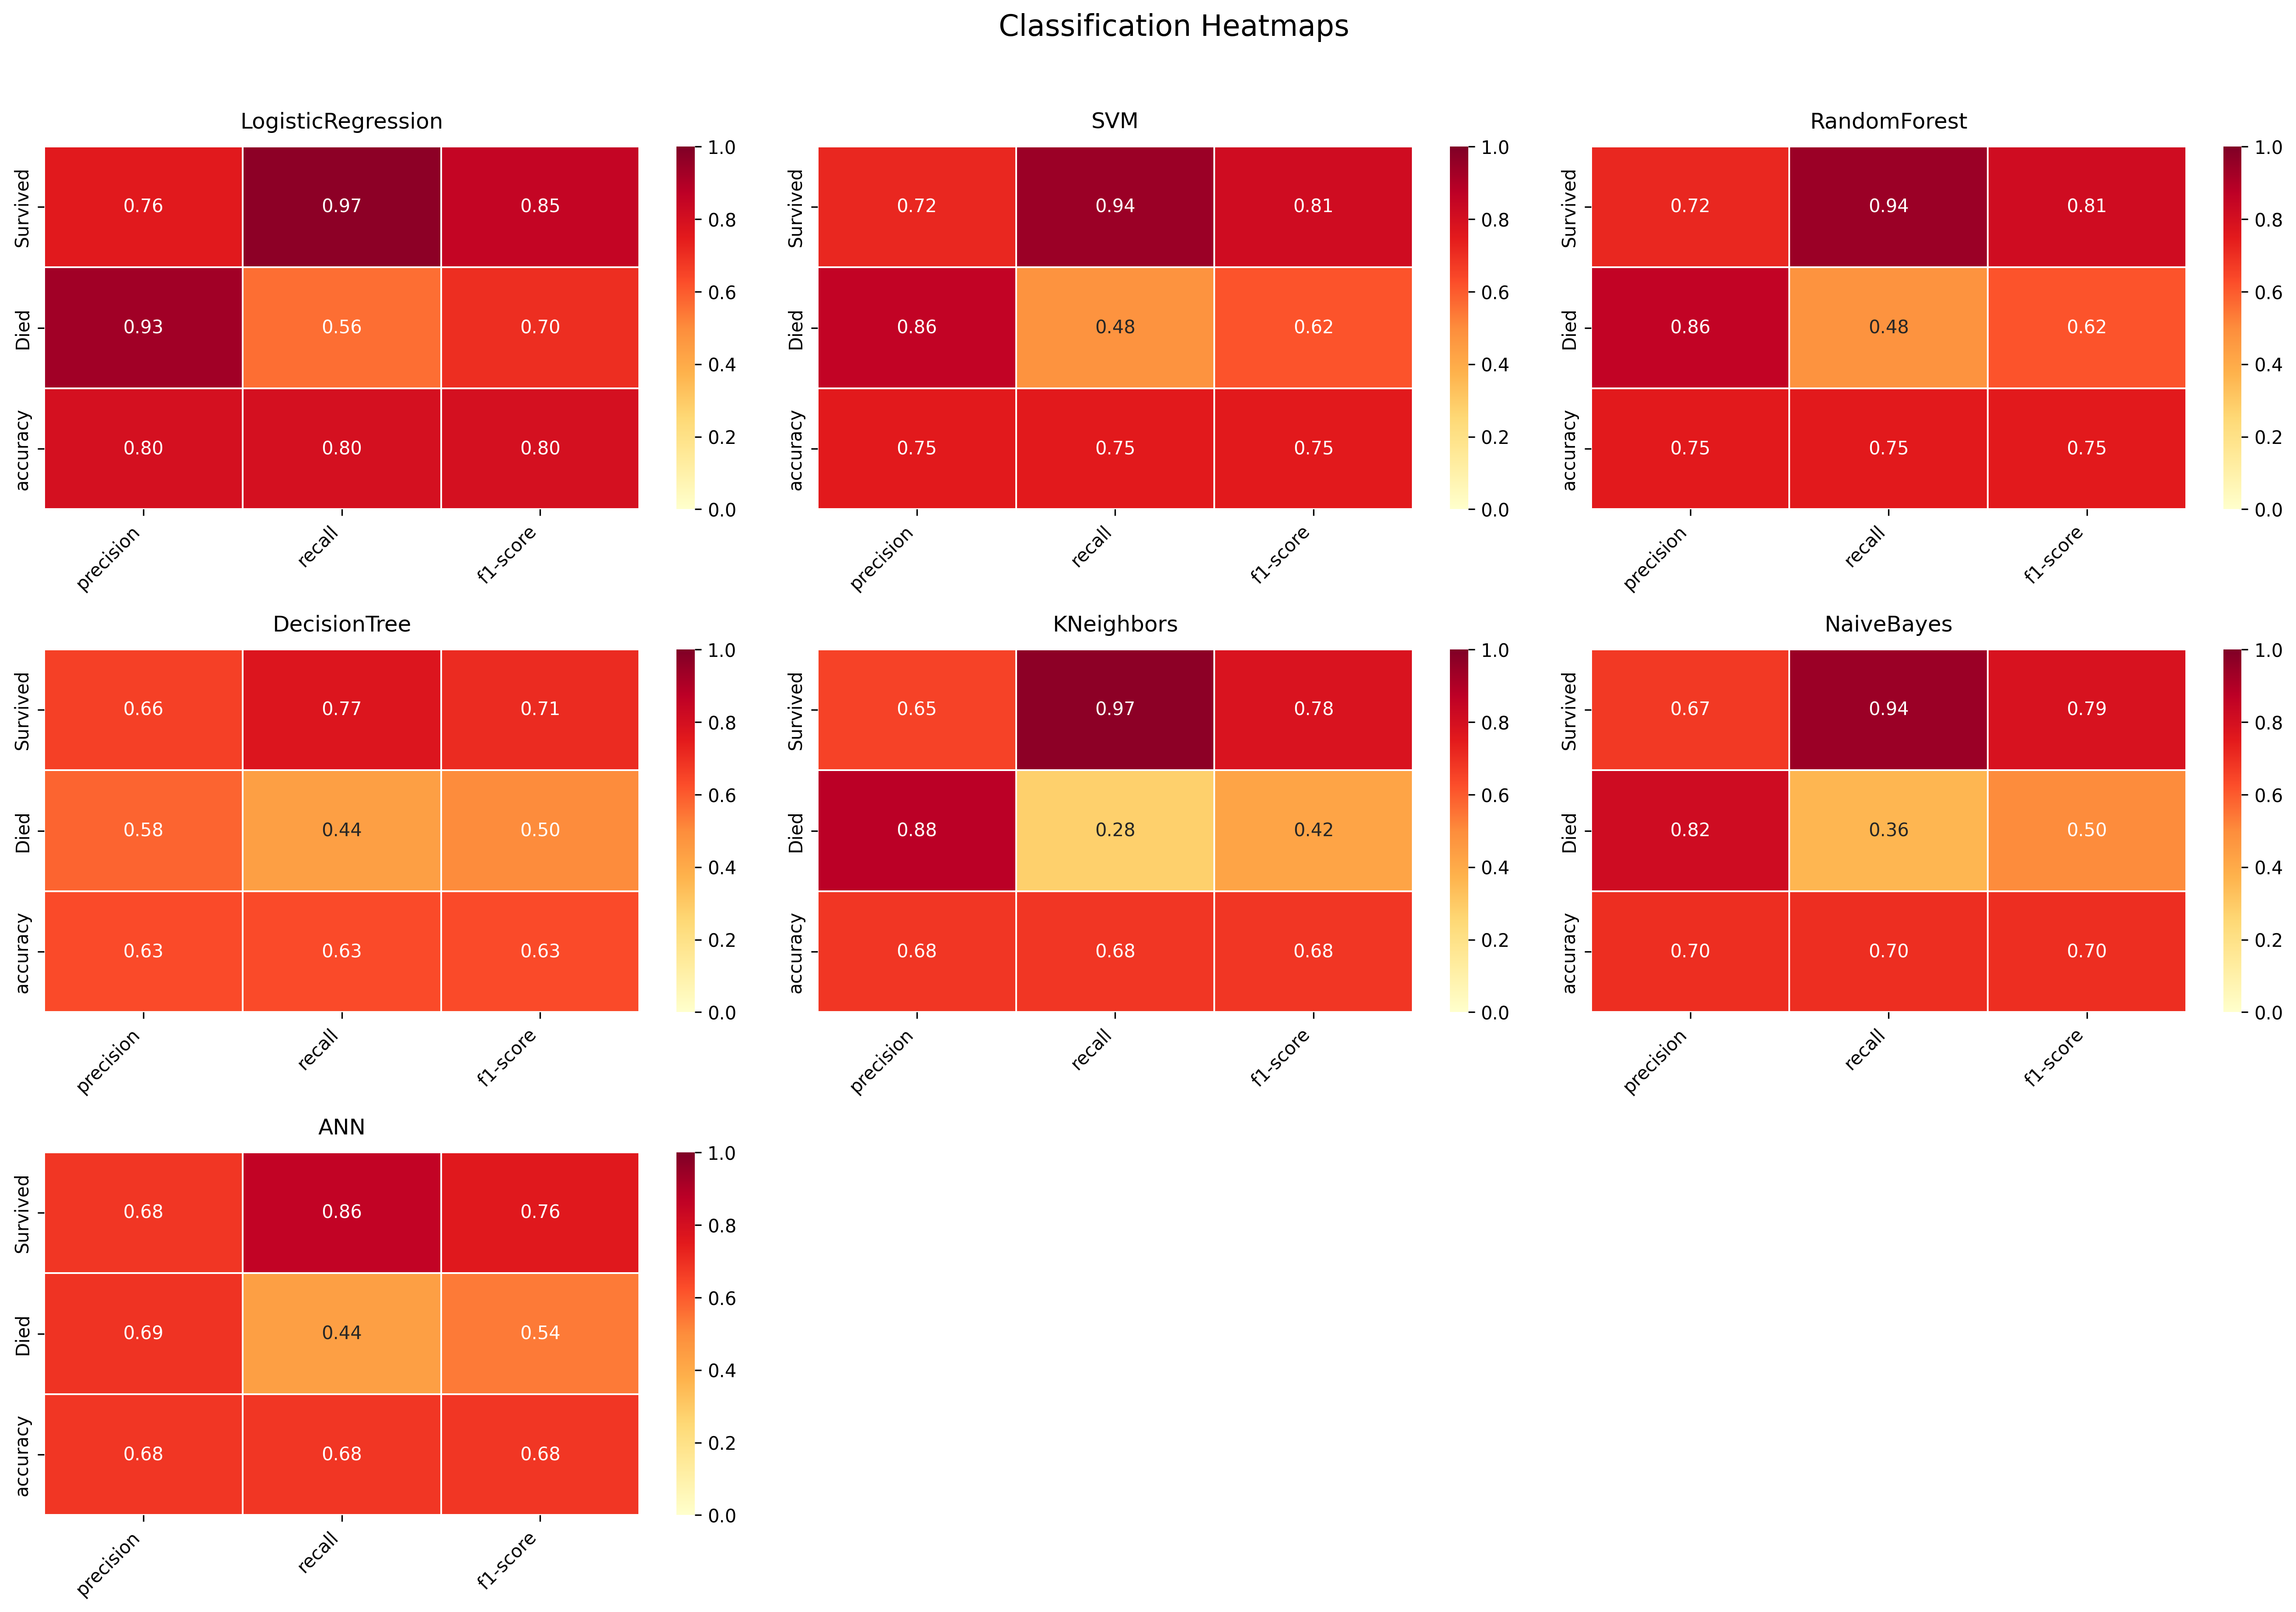 Classification Heatmaps
LogisticRegression
Survived 0.76 0.97 0.85
Died 0.93 0.56 0.70
accuracy 0.80 0.80 0.80
precision recall f1-score
1.0
0.8
0.6
0.4
0.2
0.0
SVM
Survived 0.72 0.94 0.81
Died 0.86 0.48 0.62
accuracy 0.75 0.75 0.75
precision recall f1-score
1.0
0.8
0.6
0.4
0.2
0.0
RandomForest
Survived 0.72 0.94 0.81
Died 0.86 0.48 0.62
accuracy 0.75 0.75 0.75
precision recall f1-score
1.0
0.8
0.6
0.4
0.2
0.0
DecisionTree
Survived 0.66 0.77 0.71
Died 0.58 0.44 0.50
accuracy 0.63 0.63 0.63
precision recall f1-score
1.0
0.8
0.6
0.4
0.2
0.0
KNeighbors
Survived 0.65 0.97 0.78
Died 0.88 0.28 0.42
accuracy 0.68 0.68 0.68
precision recall f1-score
1.0
0.8
0.6
0.4
0.2
0.0
NaiveBayes
Survived 0.67 0.94 0.79
Died 0.82 0.36 0.50
accuracy 0.70 0.70 0.70
precision recall f1-score
1.0
0.8
0.6
0.4
0.2
0.0
ANN
Survived 0.68 0.86 0.76
Died 0.69 0.44 0.54
accuracy 0.68 0.68 0.68
precision recall f1-score
1.0
0.8
0.6
0.4
0.2
0.0